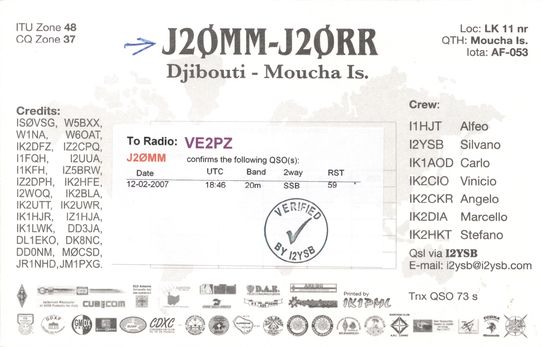 ITU Zone 48
CQ Zone 37
J2ØMM-J2ØRR
Djibouti - Moucha Is.
Loc: LK 11 nr
QTH: Moucha Is.
Iota: AF-053
Credits:
ISØVSG, W5BXX,
W1NA, W6OAT,
IK2DFZ, IZ2CPQ,
I1FQH, I2UUA,
I1KFH, IZ5BRW,
IZ2DPH, IK2HFE,
I2WOQ, IK2BLA,
IK2UTT, IK2UWR,
IK1HJR, IZ1HJA,
IK1LWK, DD3JA,
DL1EKO, DK8NC,
DD0NM, MØCSD,
JR1NHD, JM1PXG.
To Radio: VE2PZ
J2ØMM confirms the following QSO(s):
Date UTC Band 2way RST
12-02-2007 18:46 20m SSB 59
VERIFIED
BY I2YSB
Crew:
I1HJT Alfeo
I2YSB Silvano
IK1AOD Carlo
IK2CIO Vinicio
IK2CKR Angelo
IK2DIA Marcello
IK2HKT Stefano
Qsl via I2YSB
E-mail: i2ysb@i2ysb.com
Tnx QSO 73 s
Printed by
IK1PML
CDXC